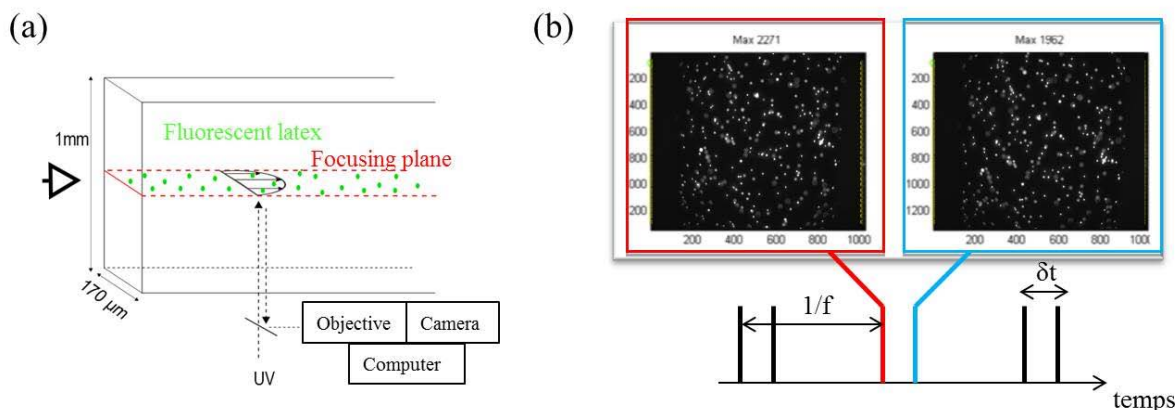 (a)
1mm
Fluorescent latex
Focusing plane
170 μm
Objective
Camera
Computer
UV
(b)
Max 2271
200
400
600
800
1000
1200
200 400 600 800 1000
Max 1962
200
400
600
800
1000
1200
200 400 600 800 1000
1/f
δt
temps